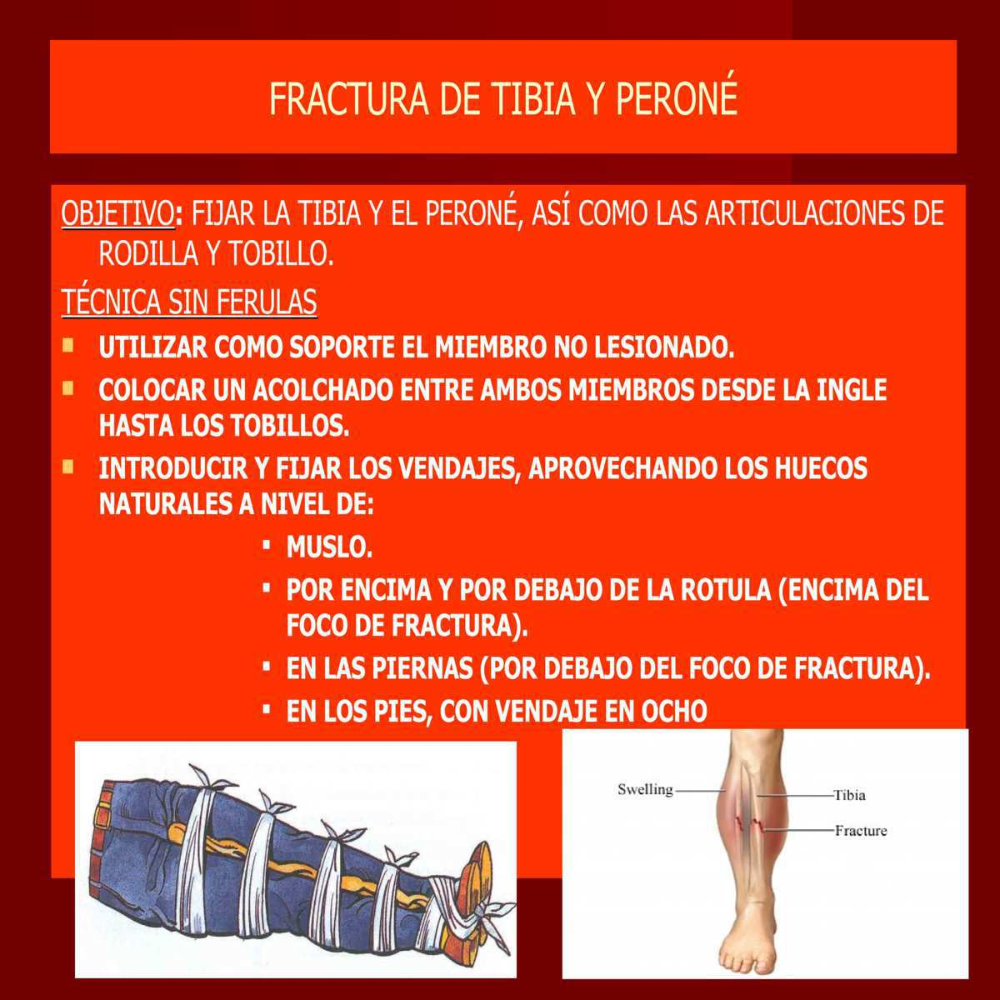 FRACTURA DE TIBIA Y PERONÉ
OBJETIVO: FIJAR LA TIBIA Y EL PERONÉ, ASÍ COMO LAS ARTICULACIONES DE
RODILLA Y TOBILLO.
TÉCNICA SIN FERULAS
UTILIZAR COMO SOPORTE EL MIEMBRO NO LESIONADO.
COLOCAR UN ACOLCHADO ENTRE AMBOS MIEMBROS DESDE LA INGLE
HASTA LOS TOBILLOS.
INTRODUCIR Y FIJAR LOS VENDAJES, APROVECHANDO LOS HUECOS
NATURALES A NIVEL DE:
MUSLO.
POR ENCIMA Y POR DEBAJO DE LA ROTULA (ENCIMA DEL
FOCO DE FRACTURA).
EN LAS PIERNAS (POR DEBAJO DEL FOCO DE FRACTURA).
EN LOS PIES, CON VENDAJE EN OCHO
Swelling
Tibia
Fracture